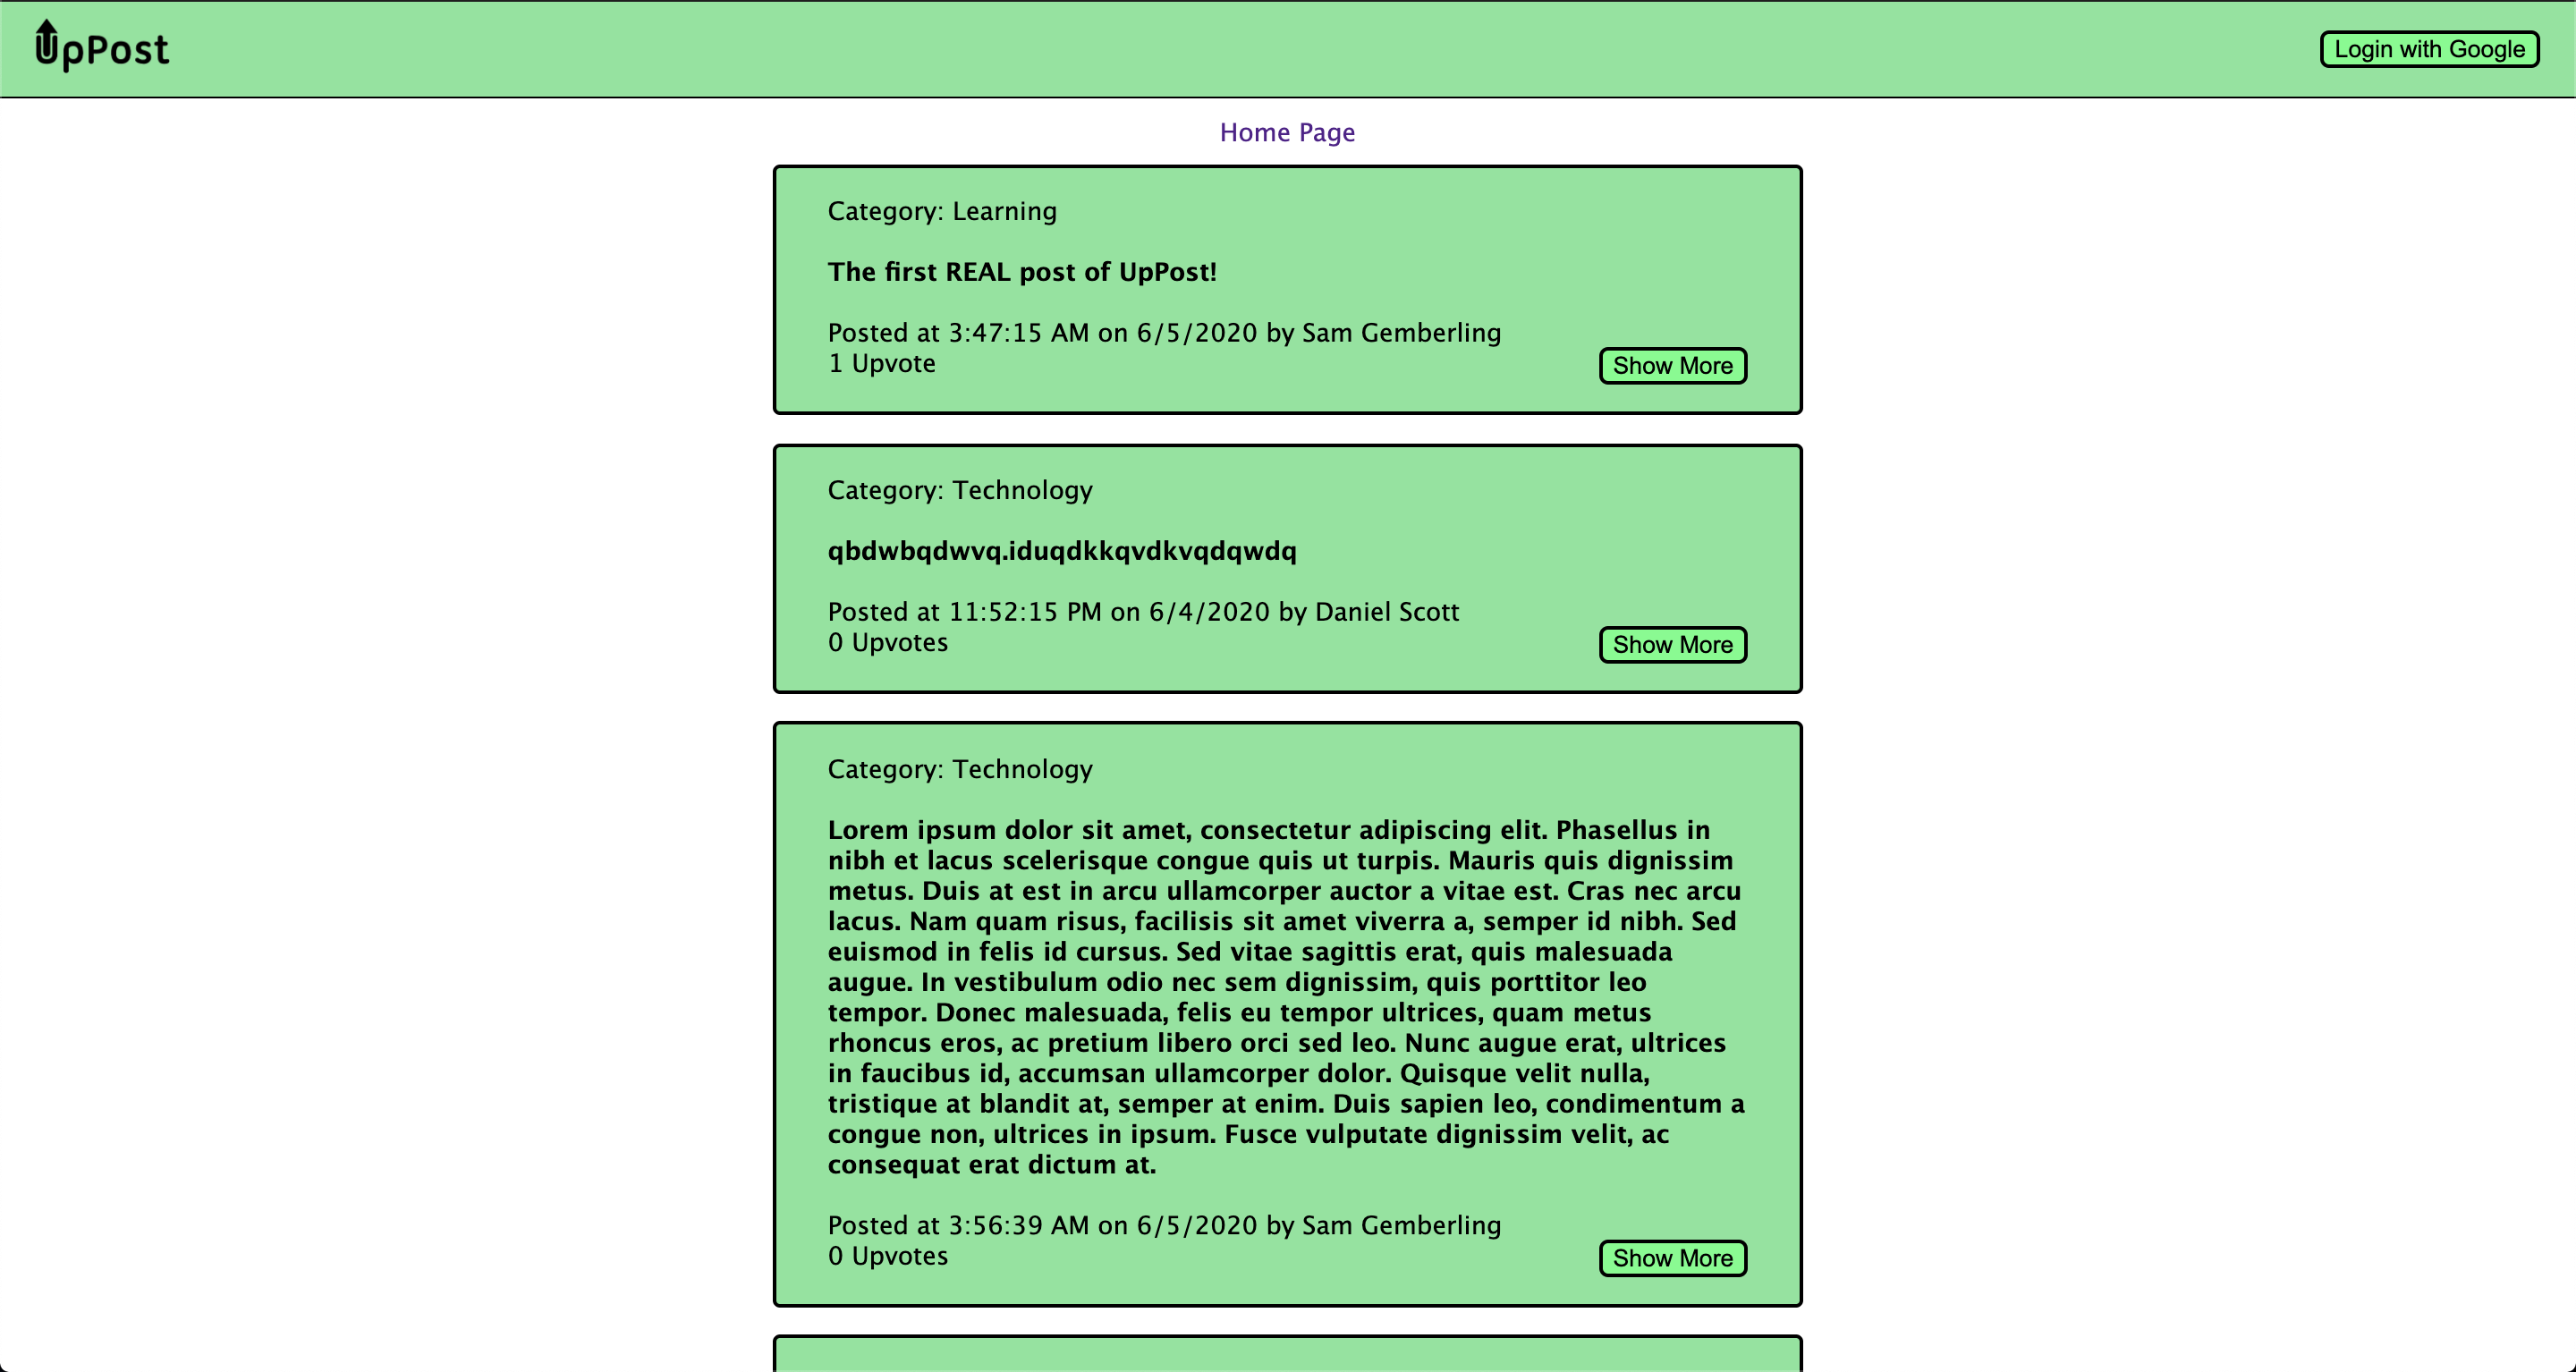 UpPost
Login with Google
Home Page
Category: Learning
The first REAL post of UpPost!
Posted at 3:47:15 AM on 6/5/2020 by Sam Gemberling
1 Upvote
Show More
Category: Technology
qbdwbqdwvq.iduqdkkqvdkvqdqwdq
Posted at 11:52:15 PM on 6/4/2020 by Daniel Scott
0 Upvotes
Show More
Category: Technology
Lorem ipsum dolor sit amet, consectetur adipiscing elit. Phasellus in
nibh et lacus scelerisque congue quis ut turpis. Mauris quis dignissim
metus. Duis at est in arcu ullamcorper auctor a vitae est. Cras nec arcu
lacus. Nam quam risus, facilisis sit amet viverra a, semper id nibh. Sed
euismod in felis id cursus. Sed vitae sagittis erat, quis malesuada
augue. In vestibulum odio nec sem dignissim, quis porttitor leo
tempor. Donec malesuada, felis eu tempor ultrices, quam metus
rhoncus eros, ac pretium libero orci sed leo. Nunc augue erat, ultrices
in faucibus id, accumsan ullamcorper dolor. Quisque velit nulla,
tristique at blandit at, semper at enim. Duis sapien leo, condimentum a
congue non, ultrices in ipsum. Fusce vulputate dignissim velit, ac
consequat erat dictum at.
Posted at 3:56:39 AM on 6/5/2020 by Sam Gemberling
0 Upvotes
Show More